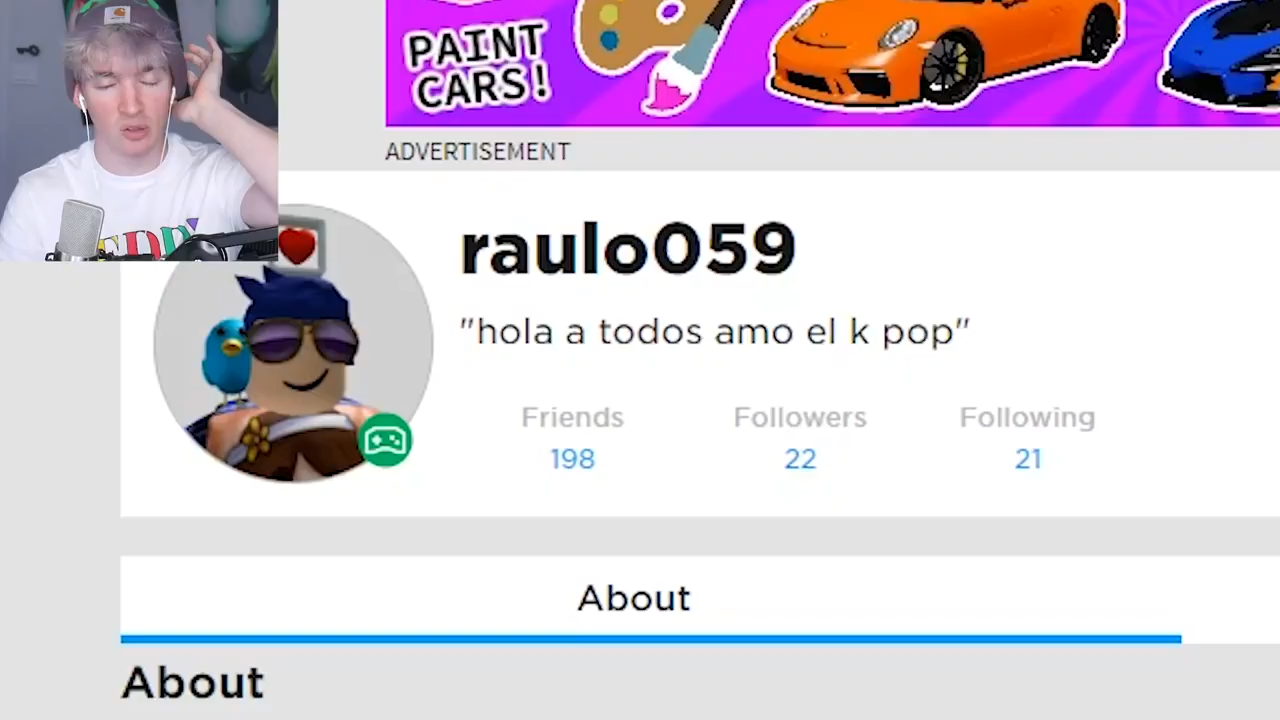 PAINT
CARS!
ADVERTISEMENT
raulo059
"hola a todos amo el k pop"
Friends
Followers
Following
198
22
21
About
About